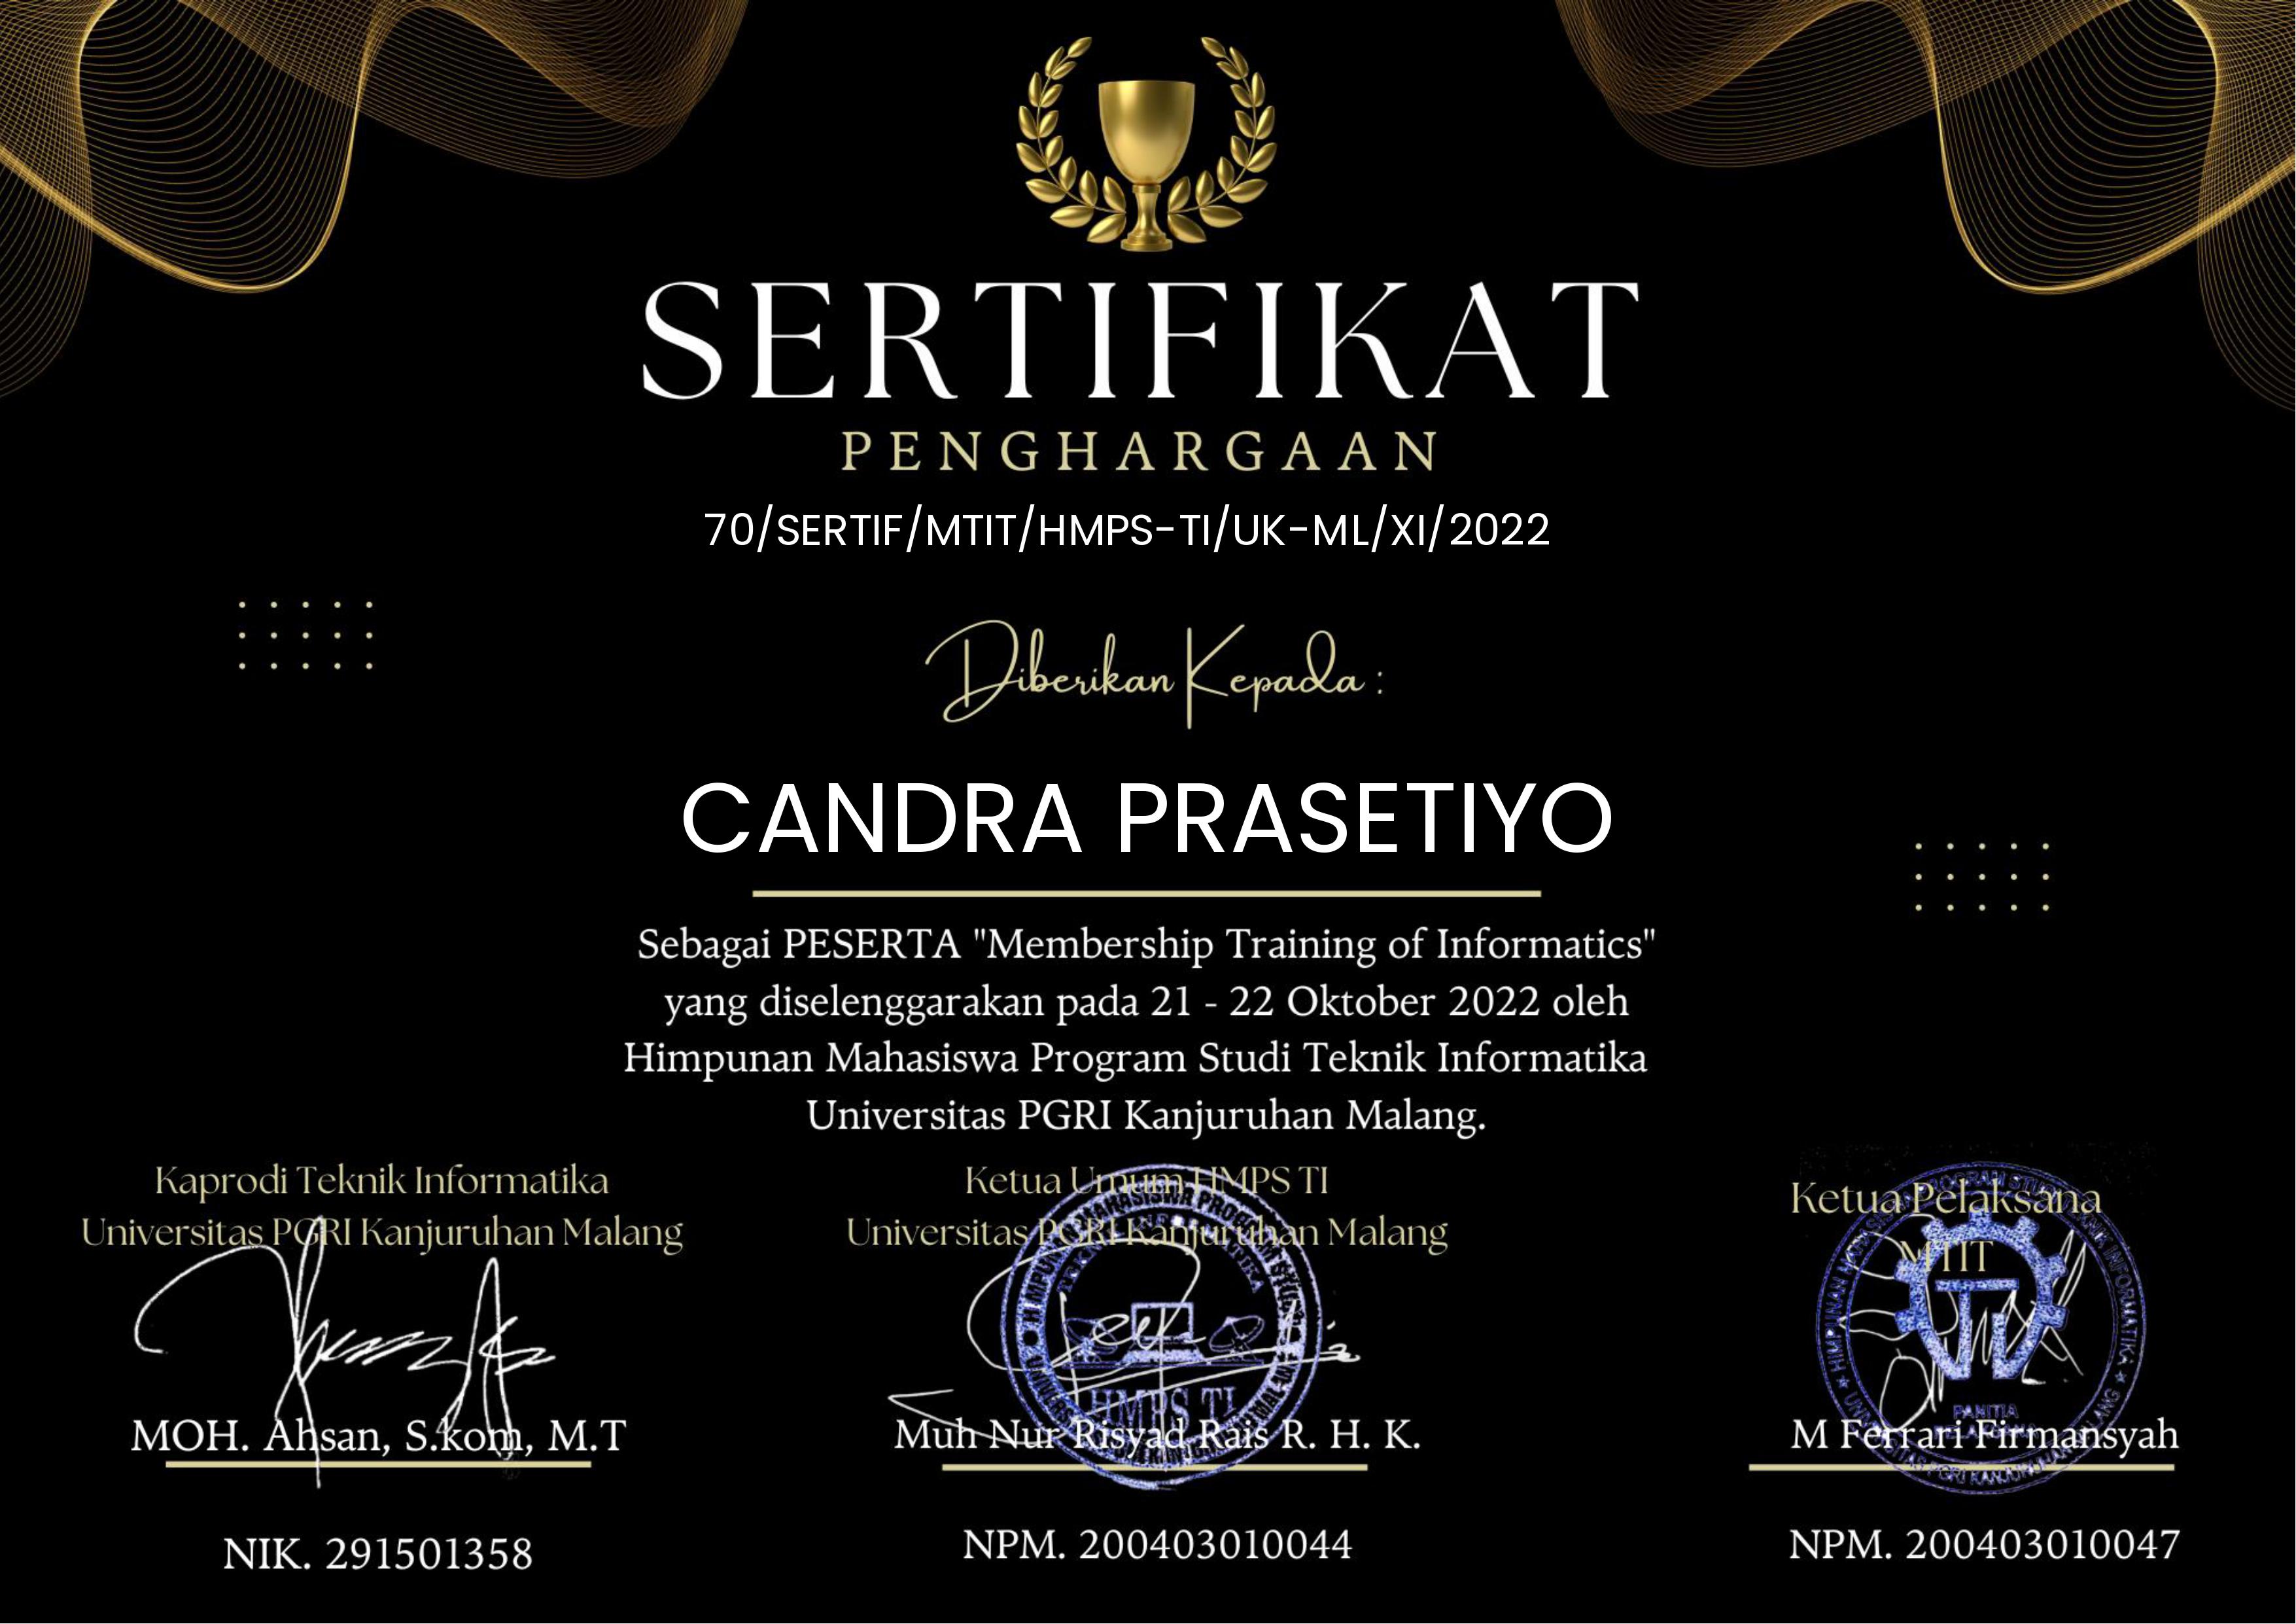 SERTIFIKAT
PENGHARGAAN
70/SERTIF/MTIT/HMPS-TI/UK-ML/XI/2022
Diberikan Kepada :
CANDRA PRASETIYO
Sebagai PESERTA "Membership Training of Informatics"
yang diselenggarakan pada 21 - 22 Oktober 2022 oleh
Himpunan Mahasiswa Program Studi Teknik Informatika
Universitas PGRI Kanjuruhan Malang.
Kaprodi Teknik Informatika
Universitas PGRI Kanjuruhan Malang
MOH. Ahsan, S.kom, M.T
NIK. 291501358
Ketua Umum HMPS TI
Universitas PGRI Kanjuruhan Malang
HMPS TI
Muh Nur Risyad Rais R. H. K.
NPM. 200403010044
Ketua Pelaksana
MTIT
PANITIA
M Ferrari Firmansyah
NPM. 200403010047